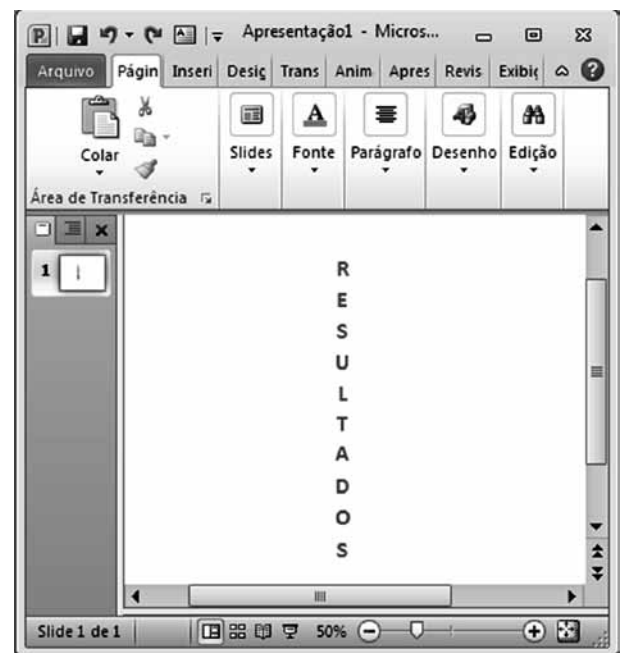 Apresentação1 - Micros...
Arquivo Págin Inseri Desig Trans Anim Apres Revis Exibiç
Colar Slides Fonte Parágrafo Desenho Edição
Área de Transferência
1
R
E
S
U
L
T
A
D
O
S
Slide 1 de 1 50%